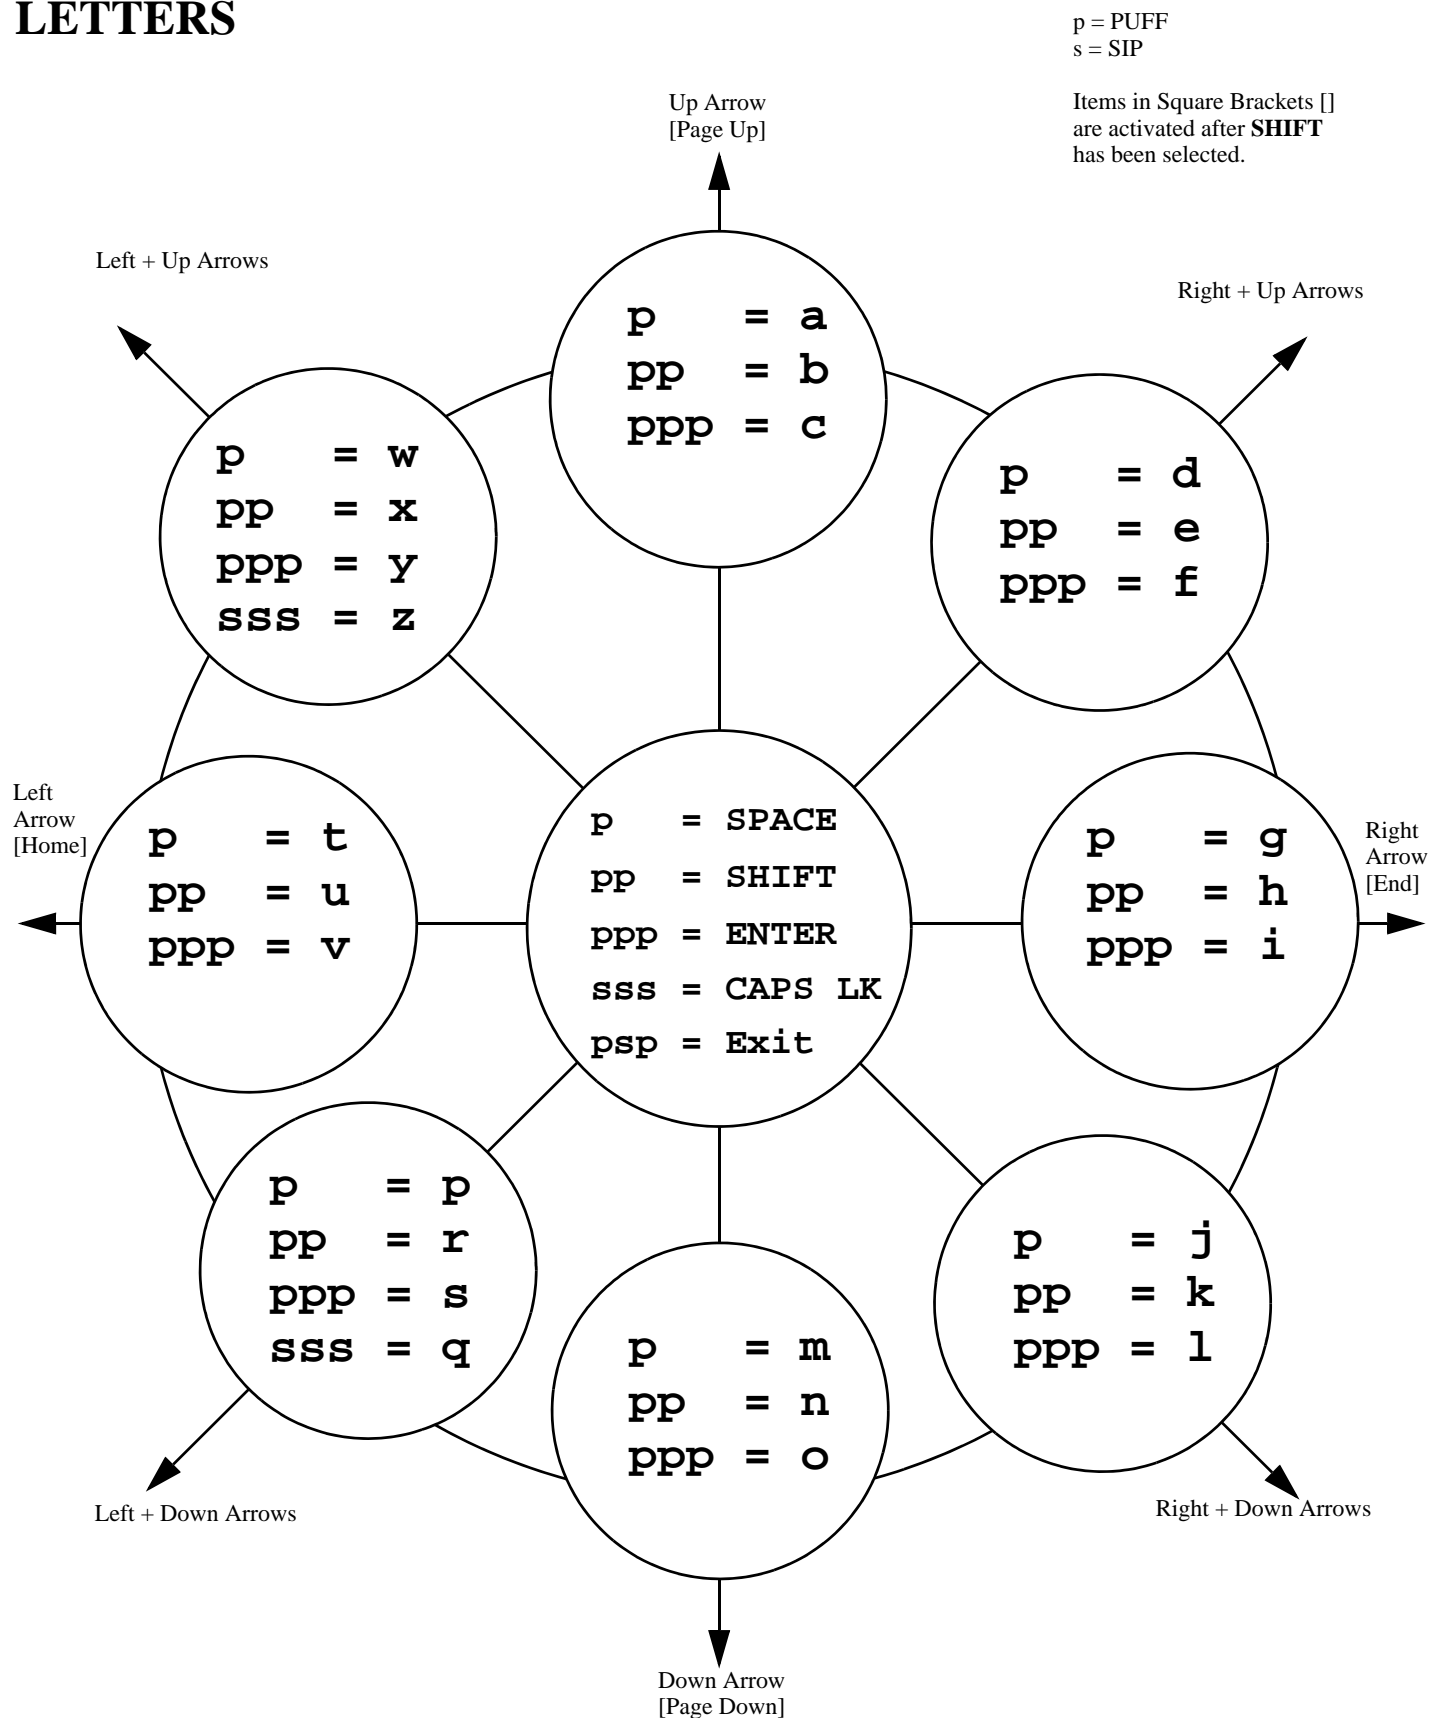 LETTERS
p = PUFF
s = SIP
Items in Square Brackets []
are activated after SHIFT
has been selected.
Up Arrow
[Page Up]
Left + Up Arrows
Right + Up Arrows
p = a
pp = b
ppp = c
p = w
pp = x
ppp = y
sss = z
p = d
pp = e
ppp = f
Left
Arrow
[Home]
p = t
pp = u
ppp = v
p = SPACE
pp = SHIFT
ppp = ENTER
sss = CAPS LK
psp = Exit
p = g
pp = h
ppp = i
Right
Arrow
[End]
p = p
pp = r
ppp = s
sss = q
p = m
pp = n
ppp = o
p = j
pp = k
ppp = l
Left + Down Arrows
Right + Down Arrows
Down Arrow
[Page Down]